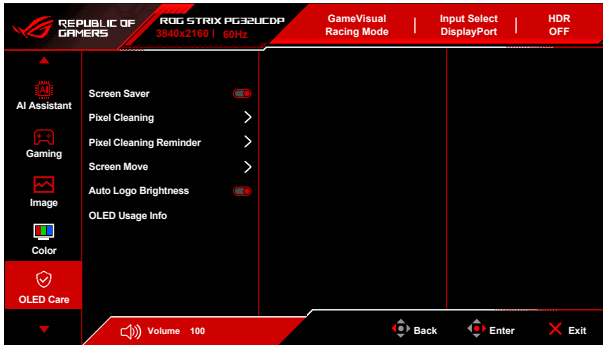 REPUBLIC OF
GAMERS
ROG STRIX PG32UCDP
3840x2160 | 60Hz
GameVisual
Racing Mode
Input Select
DisplayPort
HDR
OFF
AI
AI Assistant
Gaming
Image
Color
OLED Care
Screen Saver
Pixel Cleaning
Pixel Cleaning Reminder
Screen Move
Auto Logo Brightness
OLED Usage Info
Volume 100
Back
Enter
Exit